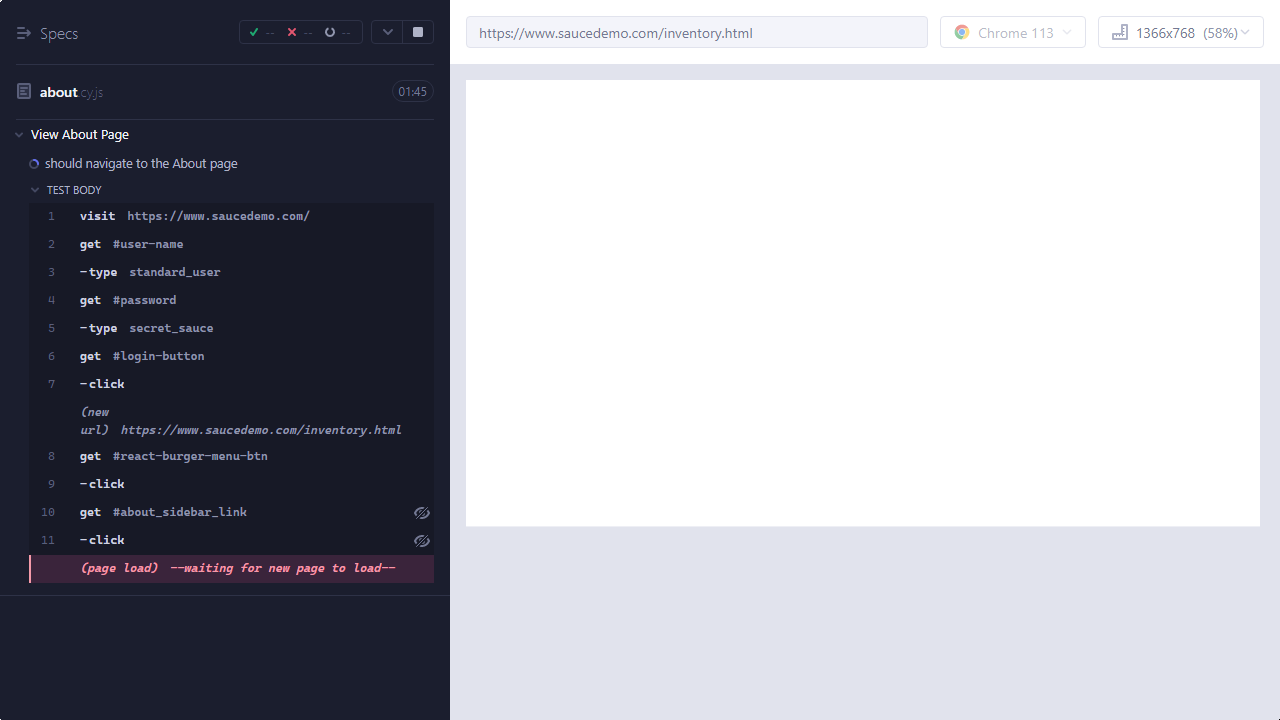 Specs -- -- --
about.cy.js 01:45
View About Page
should navigate to the About page
TEST BODY
1 visit https://www.saucedemo.com/
2 get #user-name
3 -type standard_user
4 get #password
5 -type secret_sauce
6 get #login-button
7 -click
(new
url) https://www.saucedemo.com/inventory.html
8 get #react-burger-menu-btn
9 -click
10 get #about_sidebar_link
11 -click
(page load) --waiting for new page to load--
https://www.saucedemo.com/inventory.html Chrome 113 1366x768 (58%)